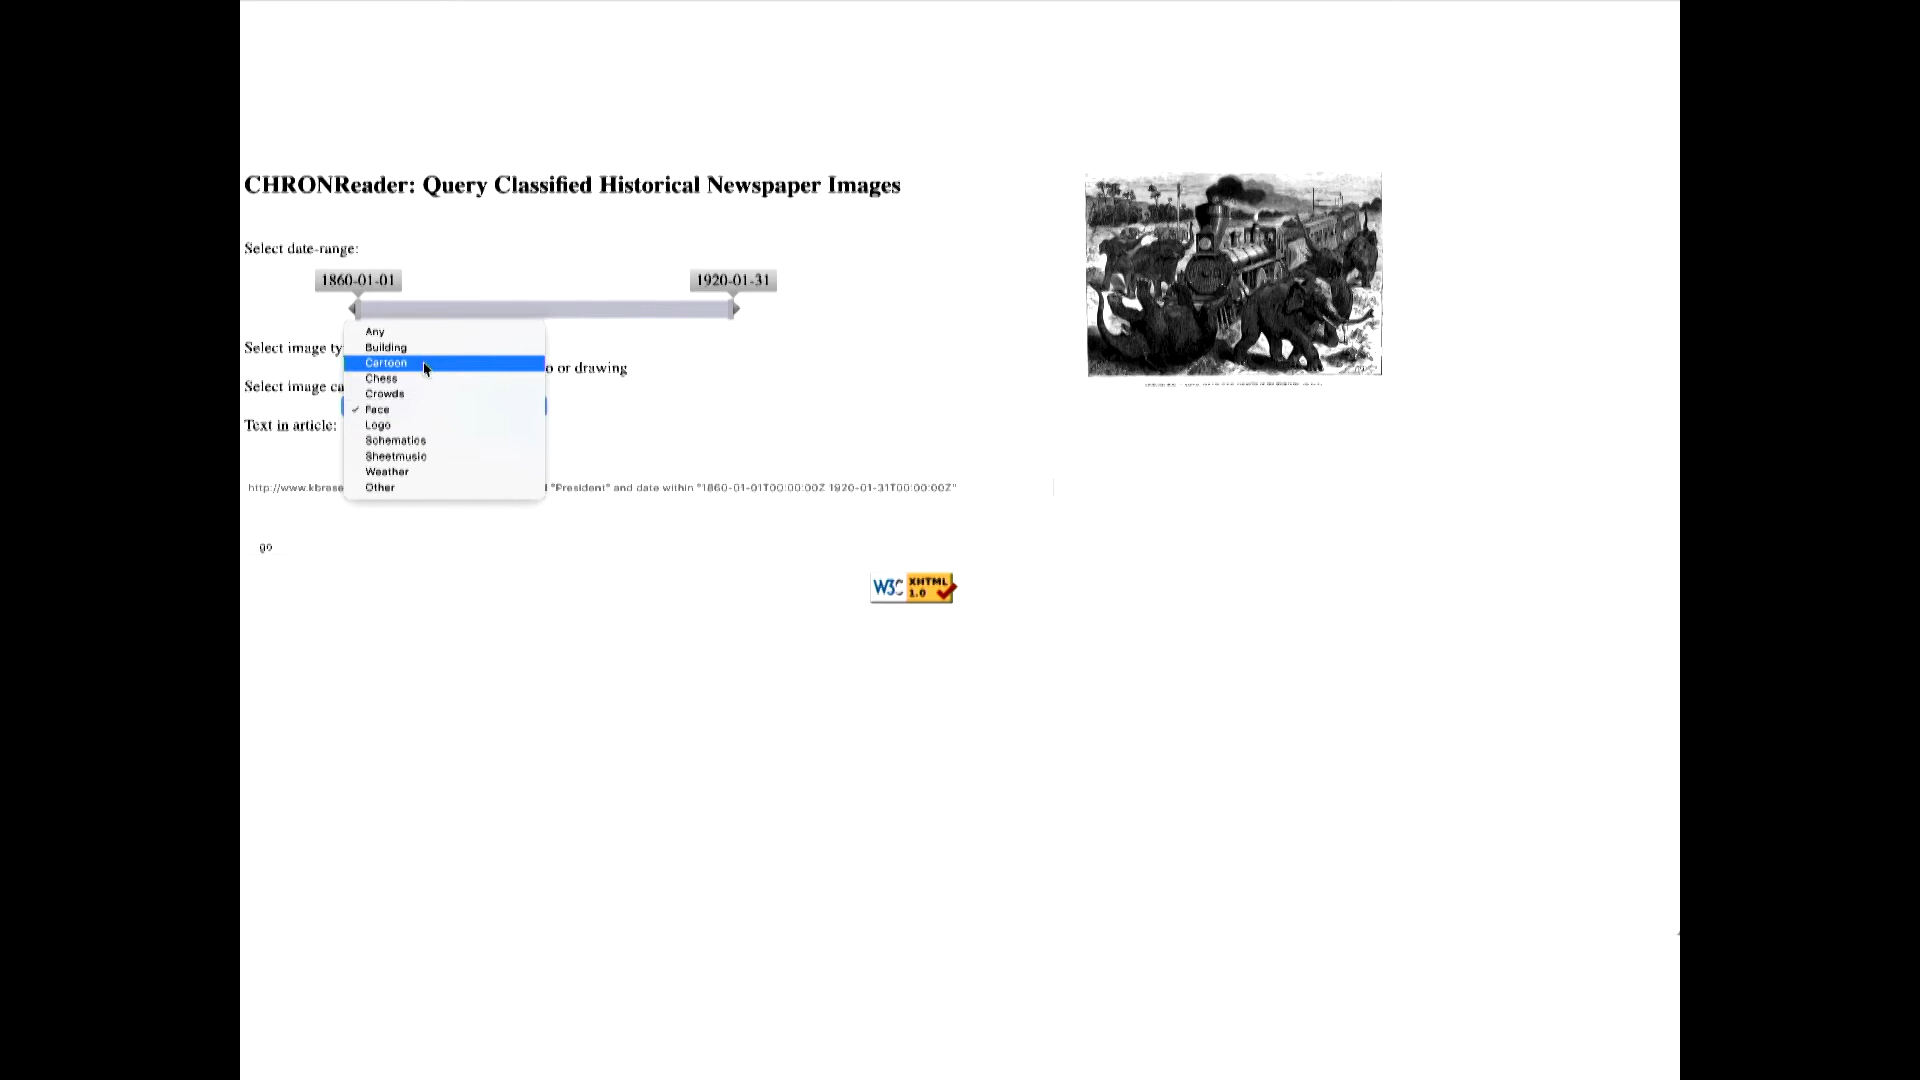 CHRONReader: Query Classified Historical Newspaper Images
Select date-range:
1860-01-01
1920-01-31
Select image ty
o or drawing
Select image ca
Text in article:
Any
Building
Cartoon
Chess
Crowds
✓ Face
Logo
Schematics
Sheetmusic
Weather
Other
http://www.kbrese
"President" and date within "1860-01-01T00:00:00Z 1920-01-31T00:00:00Z"
go
W3C XHTML 1.0